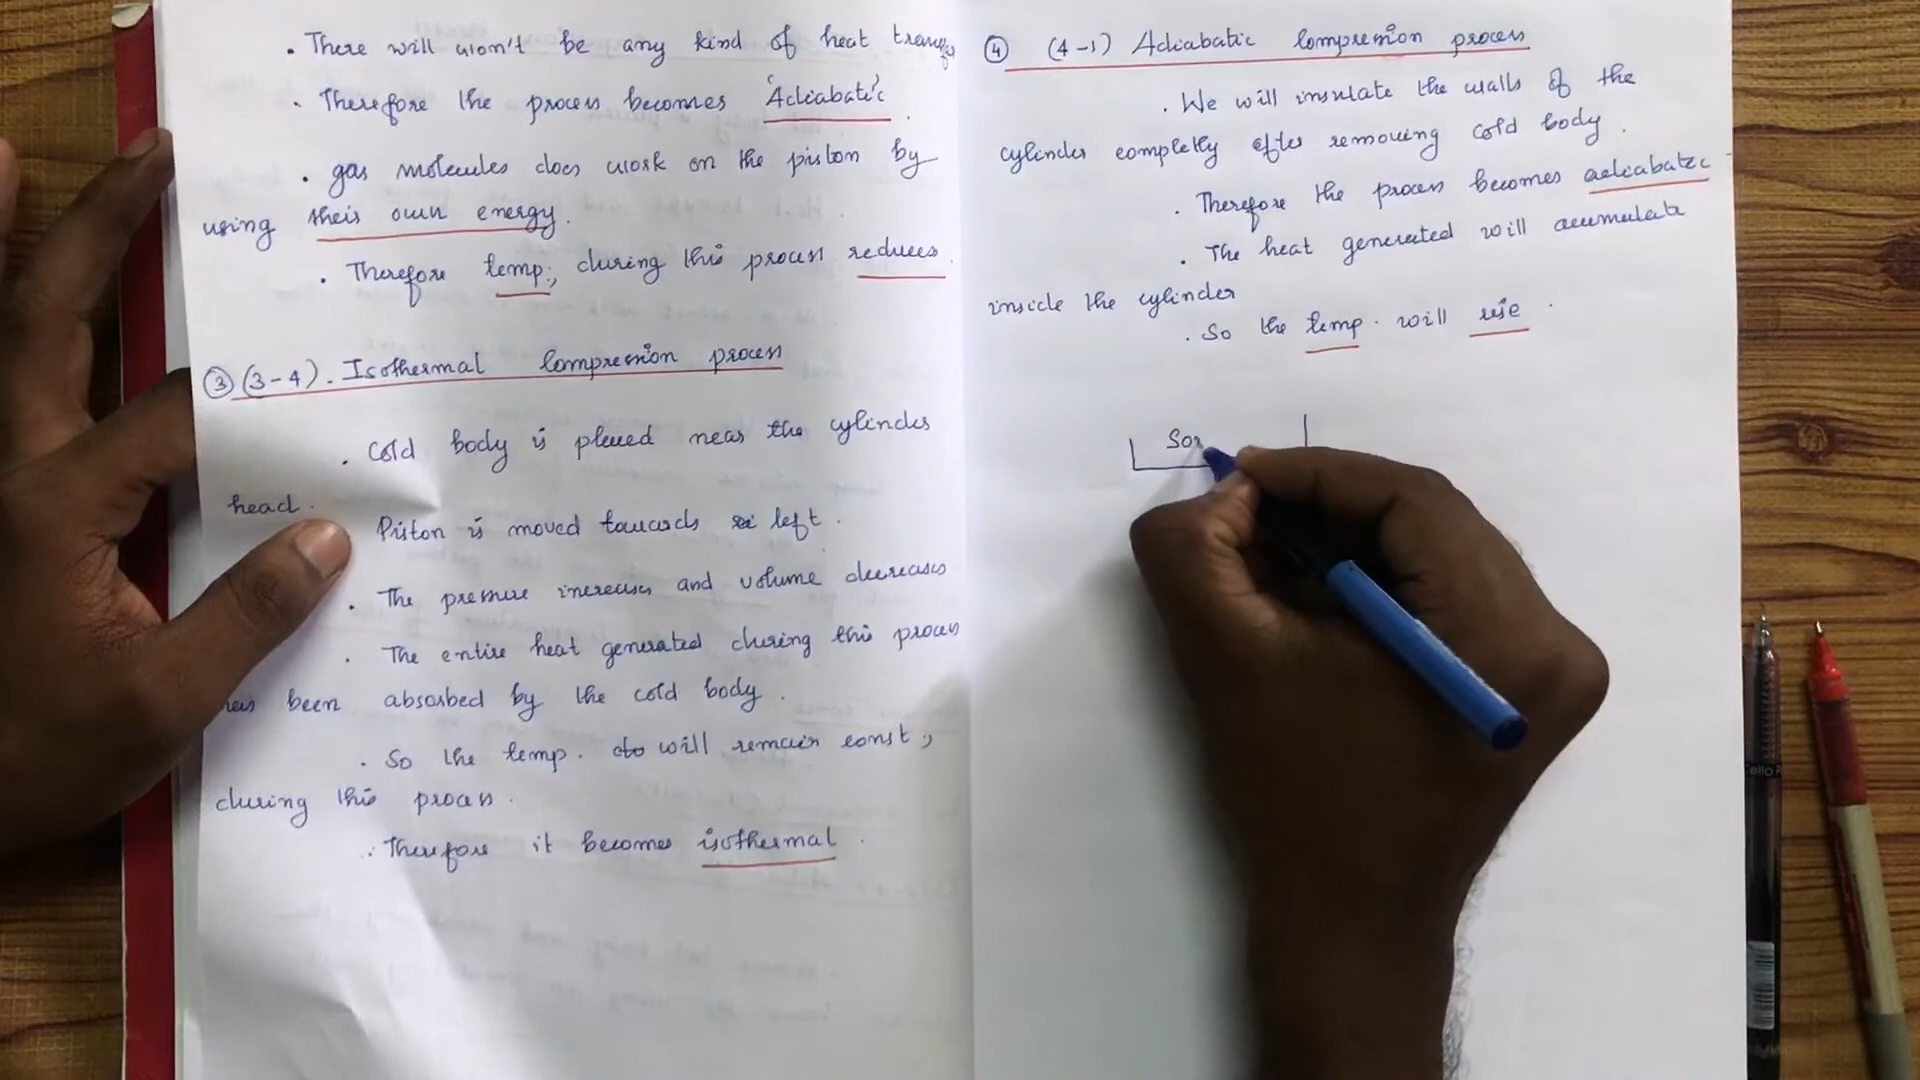 . There will won't be any kind of heat
. Therefore the process becomes 'Adiabatic'.
. gas molecules does work on the piston by
using their own energy.
. Therefore temp:, during this process reduces.
③ (3-4). Isothermal Compression process
. Cold body is placed near the cylinder
head.
Piston is moved towards left.
. The pressure increases and volume decreases
. The entire heat generated during this process
has been absorbed by the cold body.
. So the temp. will remain const;
during this process.
∴ Therefore it becomes isothermal.
④ (4-1) Adiabatic Compression process
. We will insulate the walls of the
cylinder completly after removing cold body.
. Therefore the process becomes adiabatic
. The heat generated will accumulate
inside the cylinder
. So the temp. will rise.